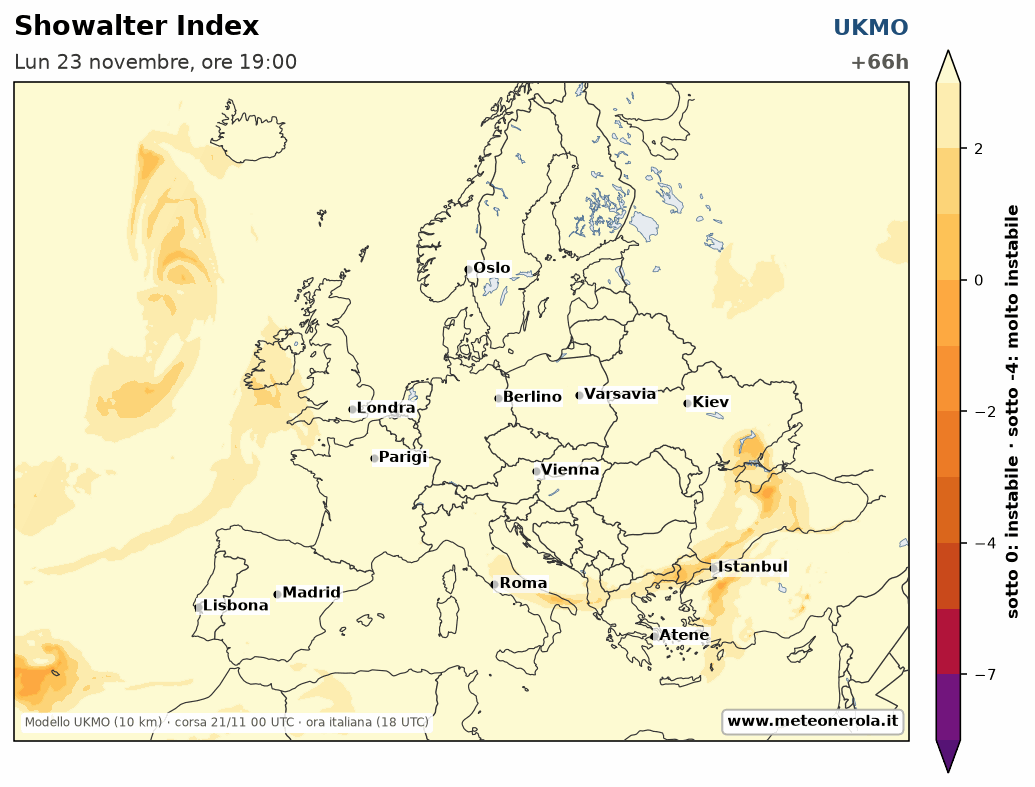 Showalter Index
UKMO
Lun 23 novembre, ore 19:00
+66h
Oslo
Berlino
Varsavia
Kiev
Londra
Parigi
Vienna
Istanbul
Roma
Madrid
Lisbona
Atene
Modello UKMO (10 km) · corsa 21/11 00 UTC · ora italiana (18 UTC)
www.meteonerola.it
2
0
−2
−4
−7
sotto 0: instabile · sotto -4: molto instabile